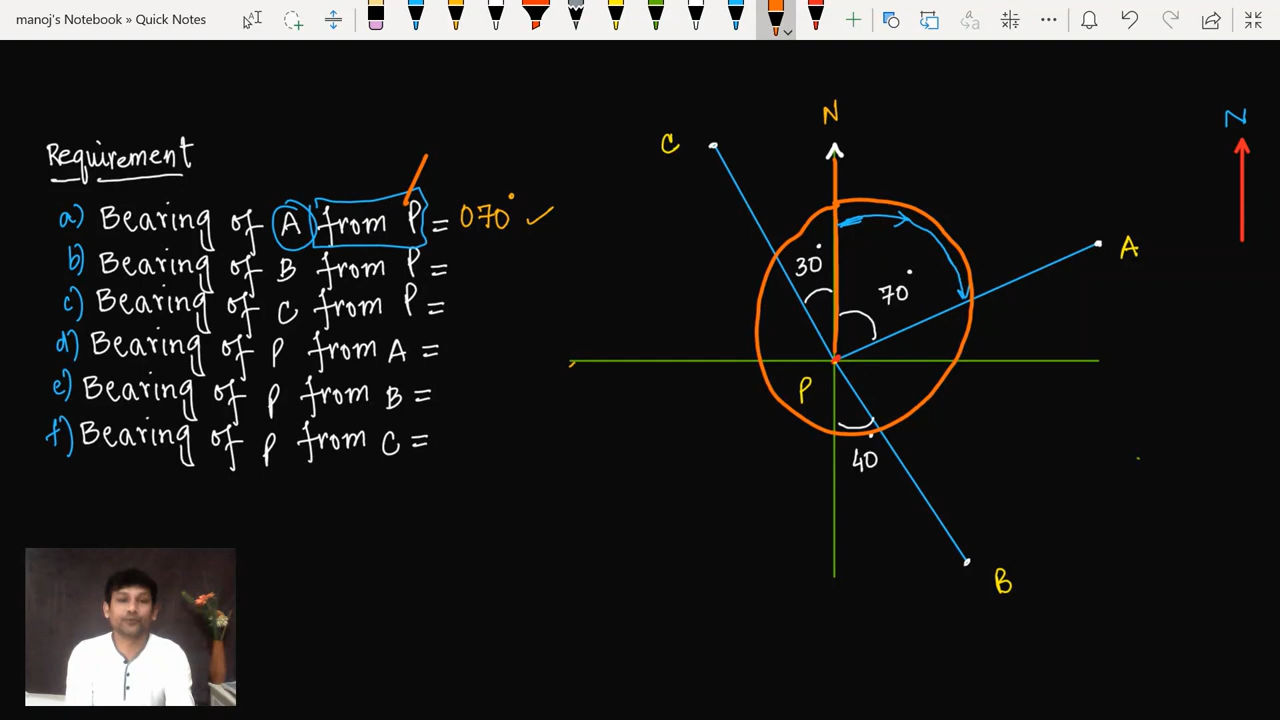 manoj's Notebook » Quick Notes
Requirement
a) Bearing of A from P = 070° ✓
b) Bearing of B from P =
c) Bearing of C from P =
d) Bearing of P from A =
e) Bearing of P from B =
f) Bearing of P from C =
N
N
C
A
30°
70°
P
40°
B